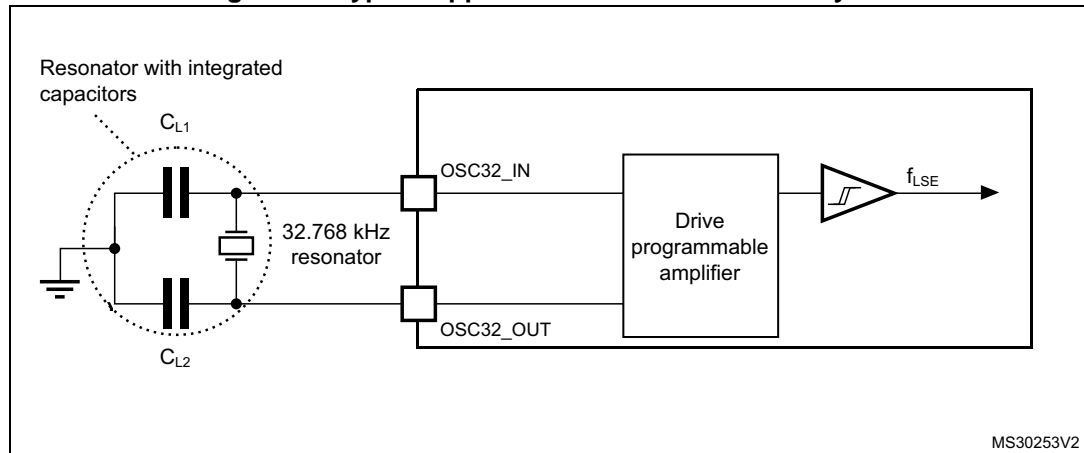 Resonator with integrated
capacitors
CL1
OSC32_IN
fLSE
Drive
programmable
amplifier
32.768 kHz
resonator
OSC32_OUT
CL2
MS30253V2